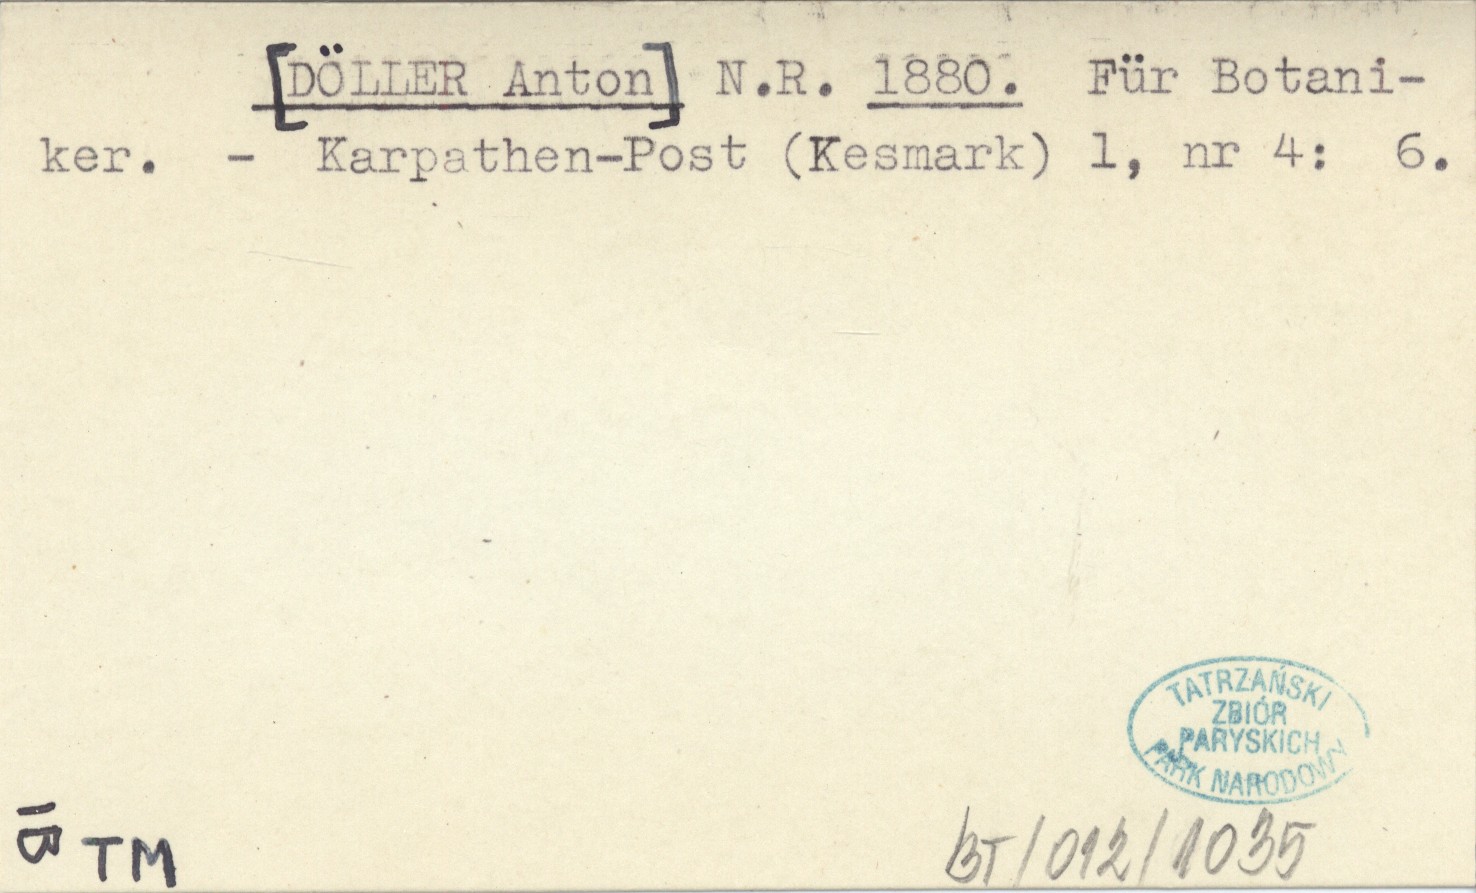 [DÖLLER Anton] N.R. 1880. Für Botani-
ker. - Karpathen-Post (Kesmark) 1, nr 4: 6.
TATRZAŃSKI
ZBIÓR
PARYSKICH
PARK NARODOWY
IB TM
BT/012/1035